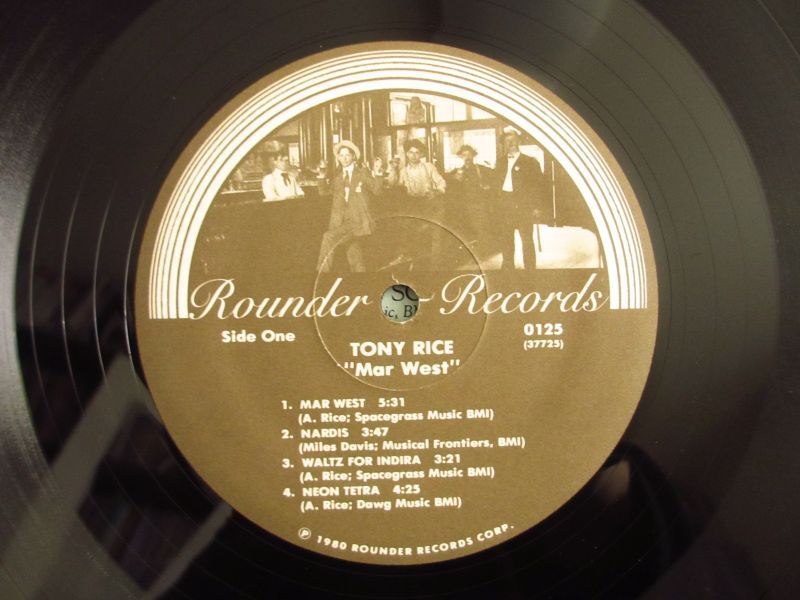 Rounder Records
Side One
0125
(37725)
TONY RICE
"Mar West"
1. MAR WEST 5:31
(A. Rice; Spacegrass Music BMI)
2. NARDIS 3:47
(Miles Davis; Musical Frontiers, BMI)
3. WALTZ FOR INDIRA 3:21
(A. Rice; Spacegrass Music BMI)
4. NEON TETRA 4:25
(A. Rice; Dawg Music BMI)
℗ 1980 ROUNDER RECORDS CORP.